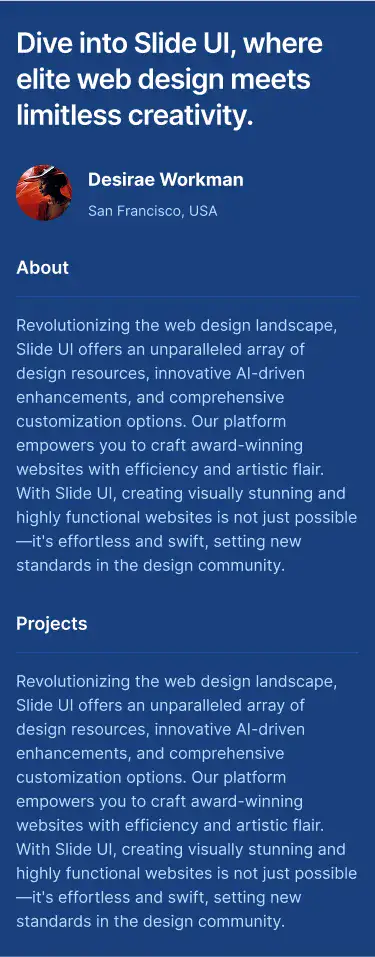 Dive into Slide UI, where
elite web design meets
limitless creativity.
Desirae Workman
San Francisco, USA
About
Revolutionizing the web design landscape,
Slide UI offers an unparalleled array of
design resources, innovative AI-driven
enhancements, and comprehensive
customization options. Our platform
empowers you to craft award-winning
websites with efficiency and artistic flair.
With Slide UI, creating visually stunning and
highly functional websites is not just possible
—it's effortless and swift, setting new
standards in the design community.
Projects
Revolutionizing the web design landscape,
Slide UI offers an unparalleled array of
design resources, innovative AI-driven
enhancements, and comprehensive
customization options. Our platform
empowers you to craft award-winning
websites with efficiency and artistic flair.
With Slide UI, creating visually stunning and
highly functional websites is not just possible
—it's effortless and swift, setting new
standards in the design community.